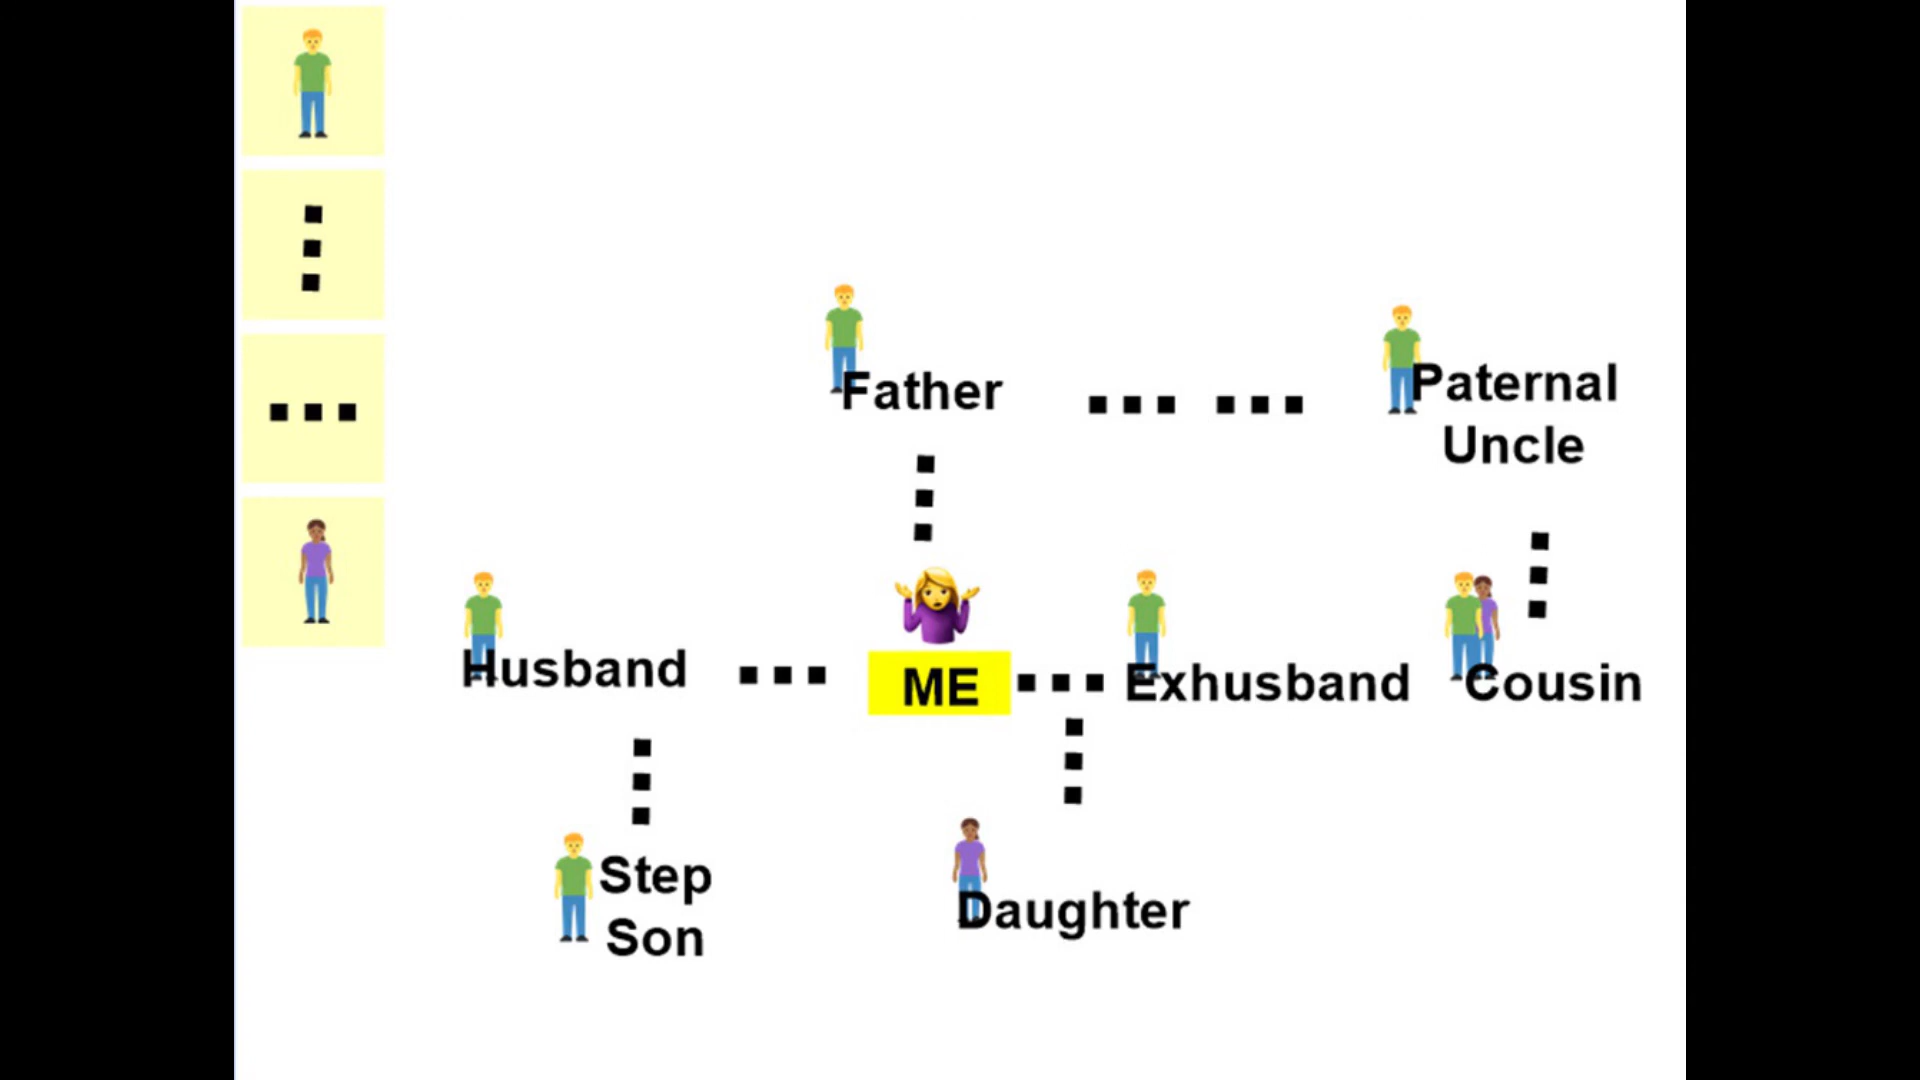 Father
Paternal
Uncle
Husband
ME
Exhusband
Cousin
Step
Son
Daughter